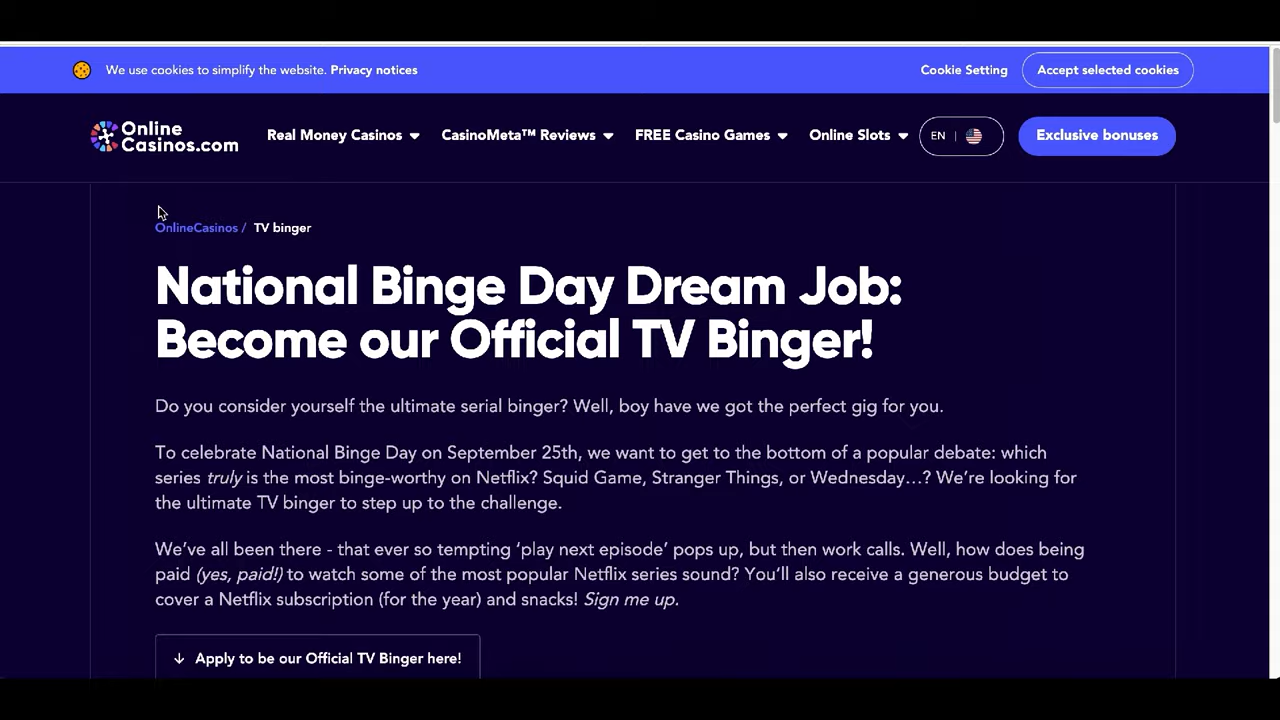 We use cookies to simplify the website. Privacy notices
Cookie Setting
Accept selected cookies
Online
Casinos.com
Real Money Casinos
CasinoMeta™ Reviews
FREE Casino Games
Online Slots
EN
Exclusive bonuses
OnlineCasinos / TV binger
National Binge Day Dream Job:
Become our Official TV Binger!
Do you consider yourself the ultimate serial binger? Well, boy have we got the perfect gig for you.
To celebrate National Binge Day on September 25th, we want to get to the bottom of a popular debate: which
series truly is the most binge-worthy on Netflix? Squid Game, Stranger Things, or Wednesday...? We're looking for
the ultimate TV binger to step up to the challenge.
We've all been there - that ever so tempting 'play next episode' pops up, but then work calls. Well, how does being
paid (yes, paid!) to watch some of the most popular Netflix series sound? You'll also receive a generous budget to
cover a Netflix subscription (for the year) and snacks! Sign me up.
↓ Apply to be our Official TV Binger here!